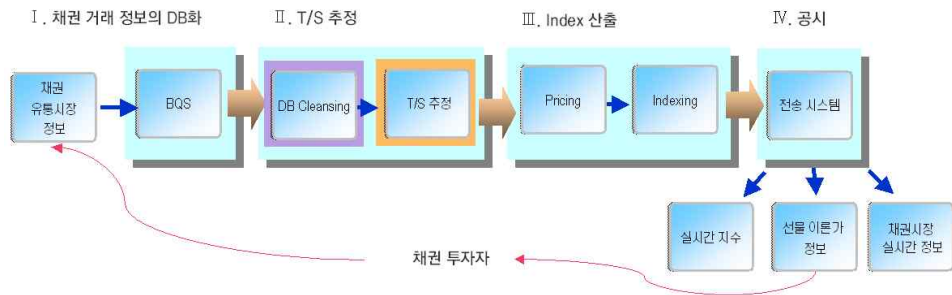 Ⅰ. 채권 거래 정보의 DB화
Ⅱ. T/S 추정
Ⅲ. Index 산출
Ⅳ. 공시
채권
유통시장
정보
BQS
DB Cleansing
T/S 추정
Pricing
Indexing
전송 시스템
실시간 지수
선물 이론가
정보
채권시장
실시간 정보
채권 투자자